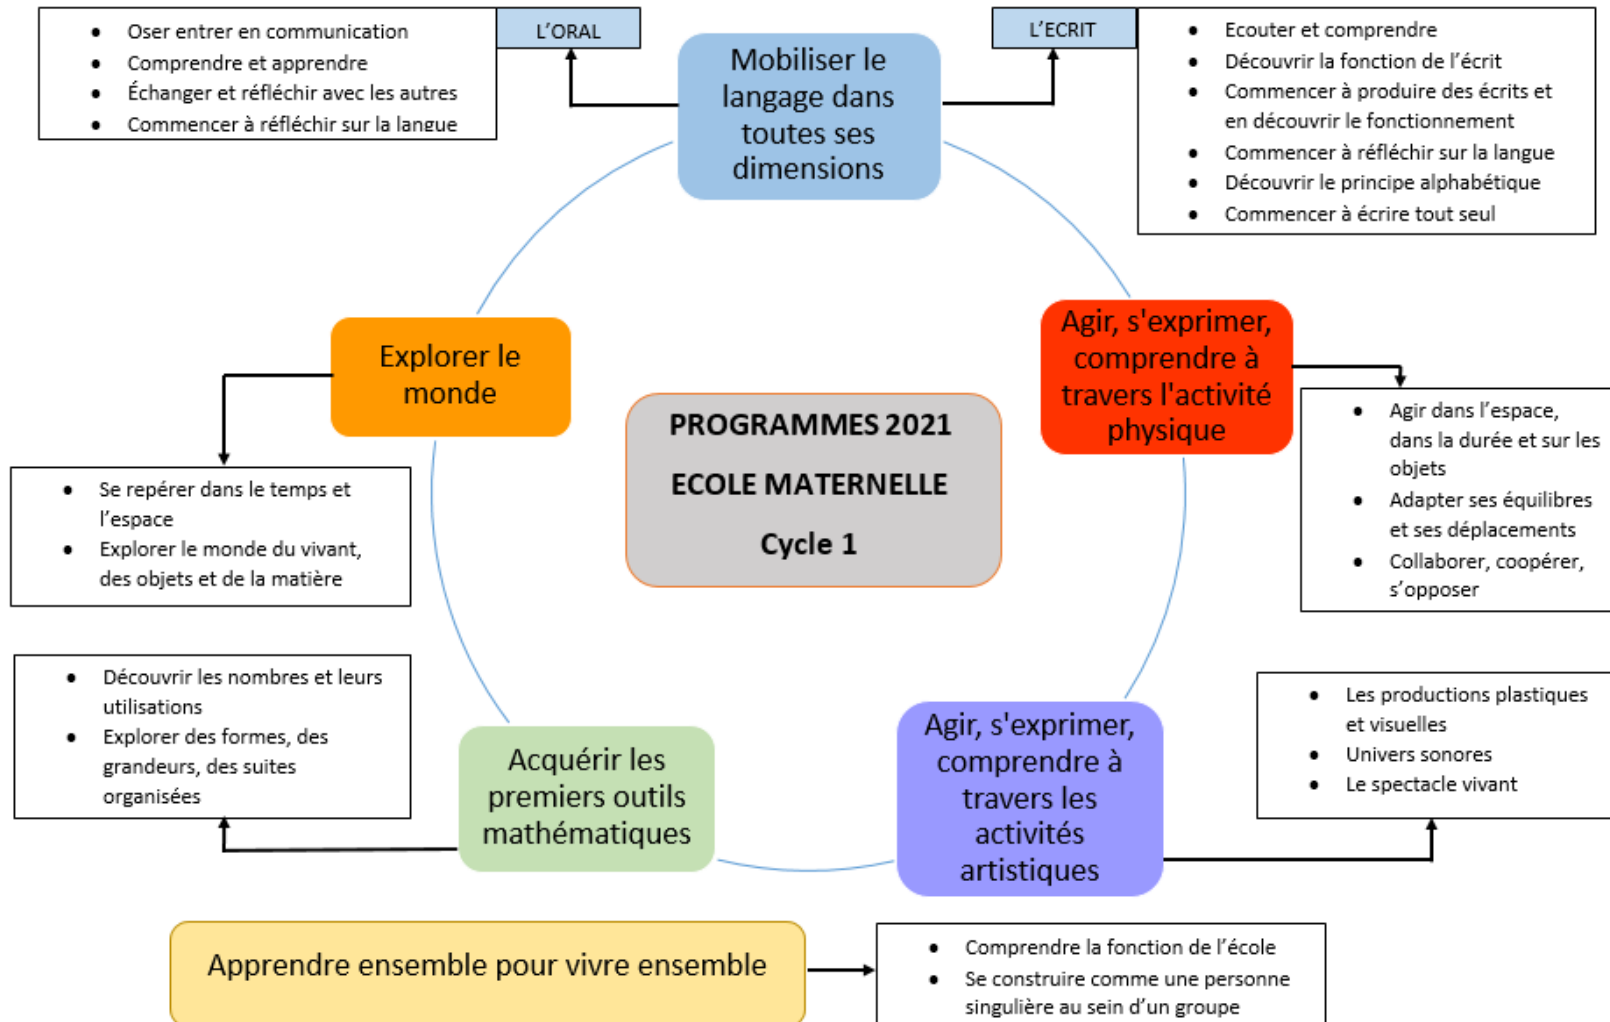 Oser entrer en communication
Comprendre et apprendre
Échanger et réfléchir avec les autres
Commencer à réfléchir sur la langue
L'ORAL
Mobiliser le
langage dans
toutes ses
dimensions
L'ECRIT
Ecouter et comprendre
Découvrir la fonction de l'écrit
Commencer à produire des écrits et
en découvrir le fonctionnement
Commencer à réfléchir sur la langue
Découvrir le principe alphabétique
Commencer à écrire tout seul
Explorer le
monde
Agir, s'exprimer,
comprendre à
travers l'activité
physique
PROGRAMMES 2021
ECOLE MATERNELLE
Cycle 1
Se repérer dans le temps et
l'espace
Explorer le monde du vivant,
des objets et de la matière
Agir dans l'espace,
dans la durée et sur les
objets
Adapter ses équilibres
et ses déplacements
Collaborer, coopérer,
s'opposer
Découvrir les nombres et leurs
utilisations
Explorer des formes, des
grandeurs, des suites
organisées
Acquérir les
premiers outils
mathématiques
Agir, s'exprimer,
comprendre à
travers les
activités
artistiques
Les productions plastiques
et visuelles
Univers sonores
Le spectacle vivant
Apprendre ensemble pour vivre ensemble
Comprendre la fonction de l'école
Se construire comme une personne
singulière au sein d'un groupe